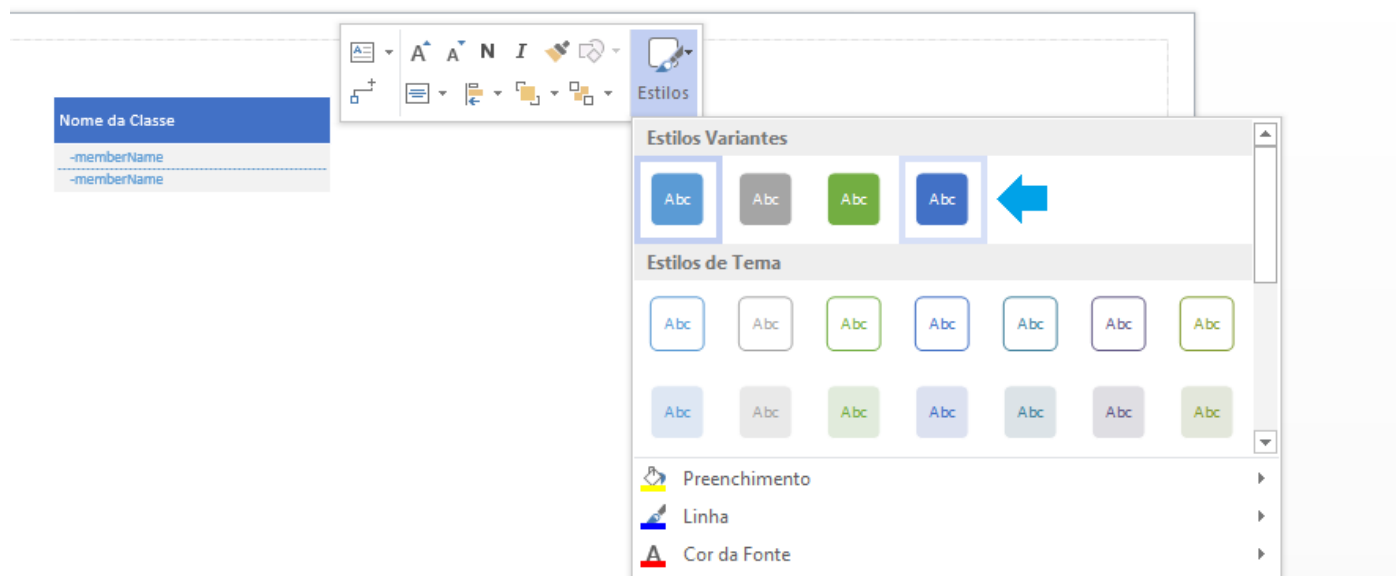 A A N I
Estilos
Nome da Classe
-memberName
-memberName
Estilos Variantes
Abc Abc Abc Abc
Estilos de Tema
Abc Abc Abc Abc Abc Abc Abc
Abc Abc Abc Abc Abc Abc Abc
Preenchimento
Linha
A Cor da Fonte